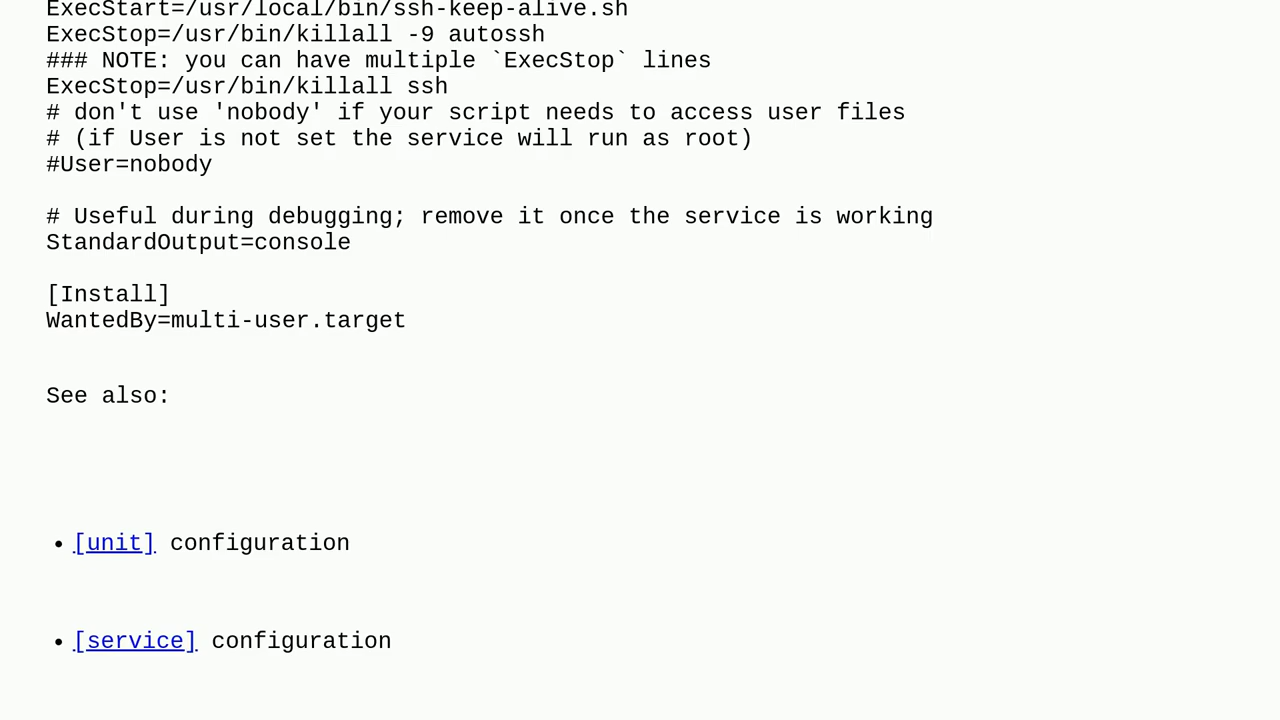 ExecStart=/usr/local/bin/ssh-keep-alive.sh
ExecStop=/usr/bin/killall -9 autossh
### NOTE: you can have multiple `ExecStop` lines
ExecStop=/usr/bin/killall ssh
# don't use 'nobody' if your script needs to access user files
# (if User is not set the service will run as root)
#User=nobody
# Useful during debugging; remove it once the service is working
StandardOutput=console
[Install]
WantedBy=multi-user.target
See also:
• [unit] configuration
• [service] configuration